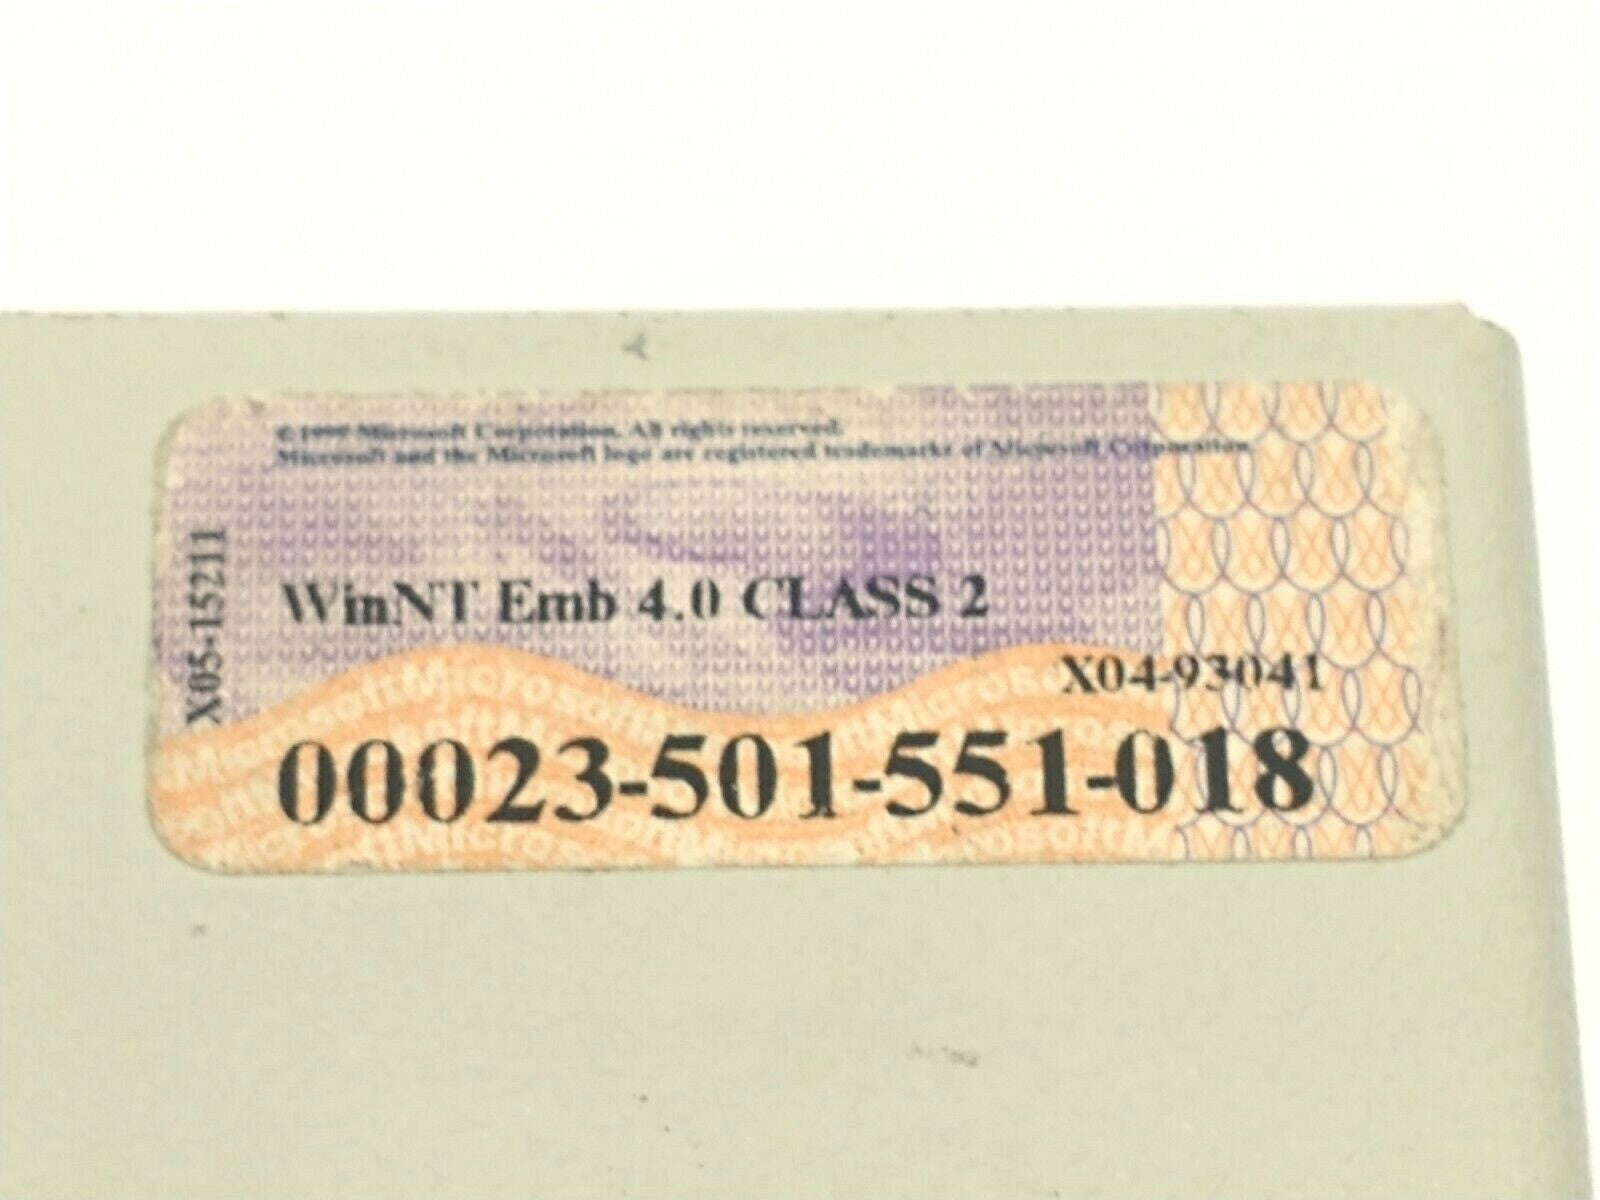 ©1999 Microsoft Corporation. All rights reserved.
Microsoft and the Microsoft logo are registered trademarks of Microsoft Corporation.
X05-15211
WinNT Emb 4.0 CLASS 2
X04-93041
00023-501-551-018